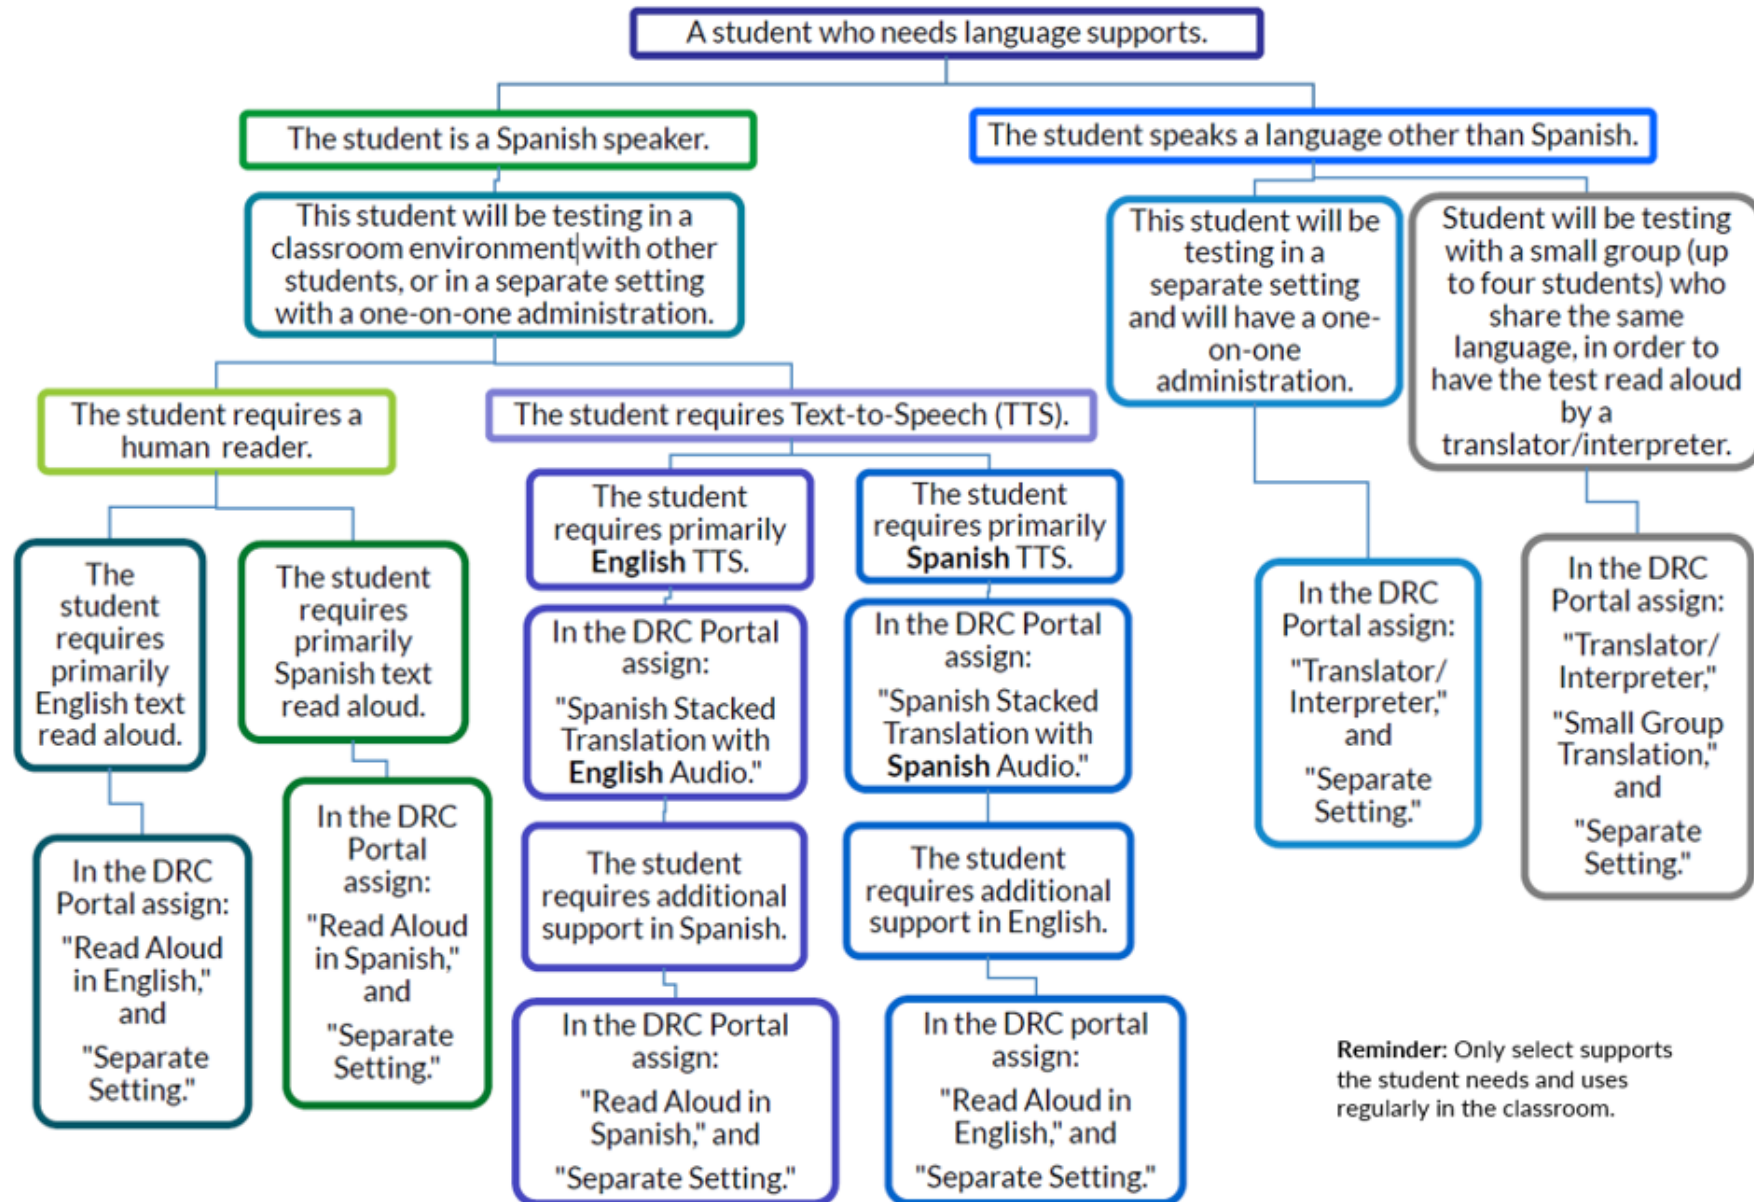 A student who needs language supports.
The student is a Spanish speaker.
The student speaks a language other than Spanish.
This student will be testing in a
classroom environment with other
students, or in a separate setting
with a one-on-one administration.
This student will be
testing in a
separate setting
and will have a one-
on-one
administration.
Student will be testing
with a small group (up
to four students) who
share the same
language, in order to
have the test read aloud
by a
translator/interpreter.
The student requires a
human reader.
The student requires Text-to-Speech (TTS).
The
student
requires
primarily
English text
read aloud.
The student
requires
primarily
Spanish text
read aloud.
The student
requires primarily
English TTS.
The student
requires primarily
Spanish TTS.
In the DRC
Portal assign:
"Read Aloud
in English,"
and
"Separate
Setting."
In the DRC
Portal
assign:
"Read Aloud
in Spanish,"
and
"Separate
Setting."
In the DRC Portal
assign:
"Spanish Stacked
Translation with
English Audio."
In the DRC Portal
assign:
"Spanish Stacked
Translation with
Spanish Audio."
The student
requires additional
support in Spanish.
The student
requires additional
support in English.
In the DRC Portal
assign:
"Read Aloud in
Spanish," and
"Separate Setting."
In the DRC portal
assign:
"Read Aloud in
English," and
"Separate Setting."
In the DRC
Portal assign:
"Translator/
Interpreter,"
and
"Separate
Setting."
In the DRC
Portal assign:
"Translator/
Interpreter,"
"Small Group
Translation,"
and
"Separate
Setting."
Reminder: Only select supports
the student needs and uses
regularly in the classroom.